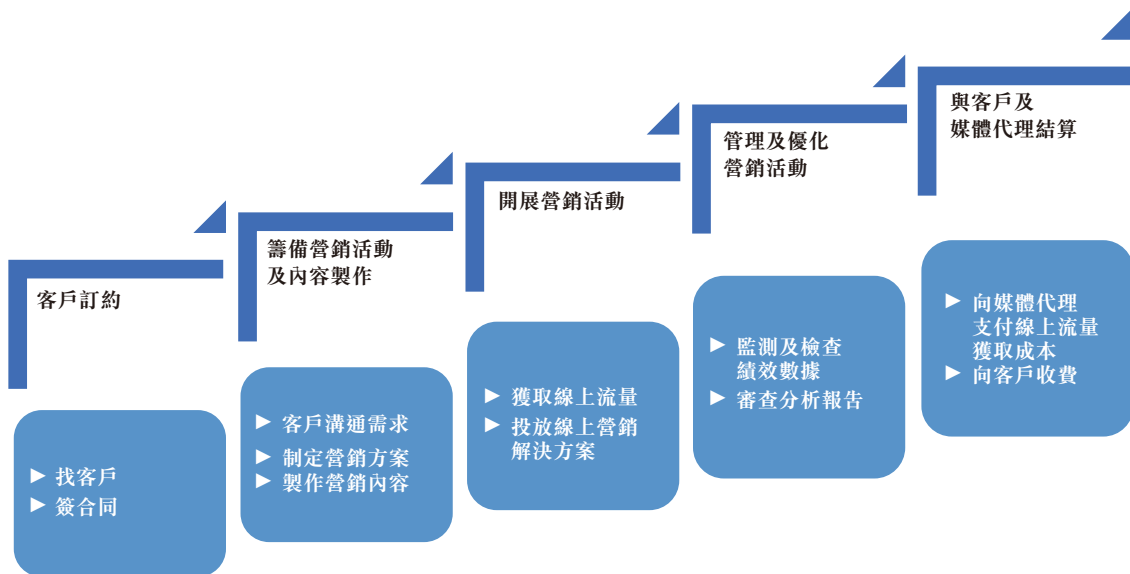 客戶訂約
▶ 找客戶
▶ 簽合同
籌備營銷活動
及內容製作
▶ 客戶溝通需求
▶ 制定營銷方案
▶ 製作營銷內容
開展營銷活動
▶ 獲取線上流量
▶ 投放線上營銷
解決方案
管理及優化
營銷活動
▶ 監測及檢查
績效數據
▶ 審查分析報告
與客戶及
媒體代理結算
▶ 向媒體代理
支付線上流量
獲取成本
▶ 向客戶收費